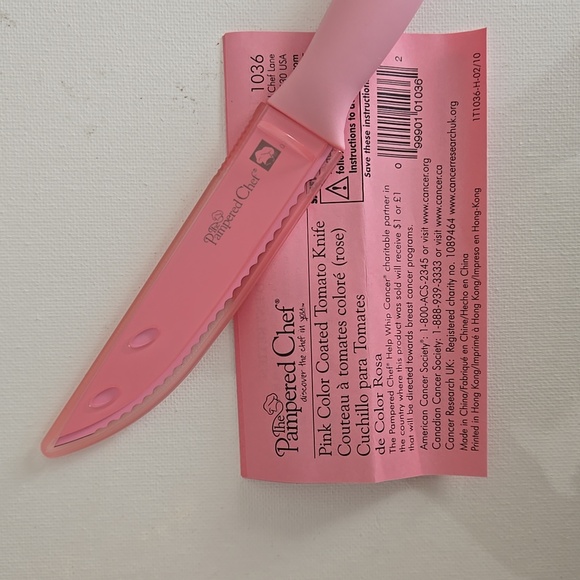 The
Pampered Chef®
discover the chef in you™
Pink Color Coated Tomato Knife
Couteau à tomates coloré (rose)
Cuchillo para Tomates
de Color Rosa
The Pampered Chef® Help Whip Cancer® charitable partner in
the country where this product was sold will receive $1 or £1
that will be directed towards breast cancer programs.
American Cancer Society®: 1-800-ACS-2345 or visit www.cancer.org
Canadian Cancer Society: 1-888-939-3333 or visit www.cancer.ca
Cancer Research UK: Registered charity no. 1089464 www.cancerresearchuk.org
Made in China/Fabriqué en Chine/Hecho en China
Printed in Hong Kong/Imprimé à Hong Kong/Impreso en Hong-Kong
1036
Chef Lane
30 USA
Instructions to
Save these instruction
0 99901 01036 2
1T1036-H-02/10
The
Pampered Chef®